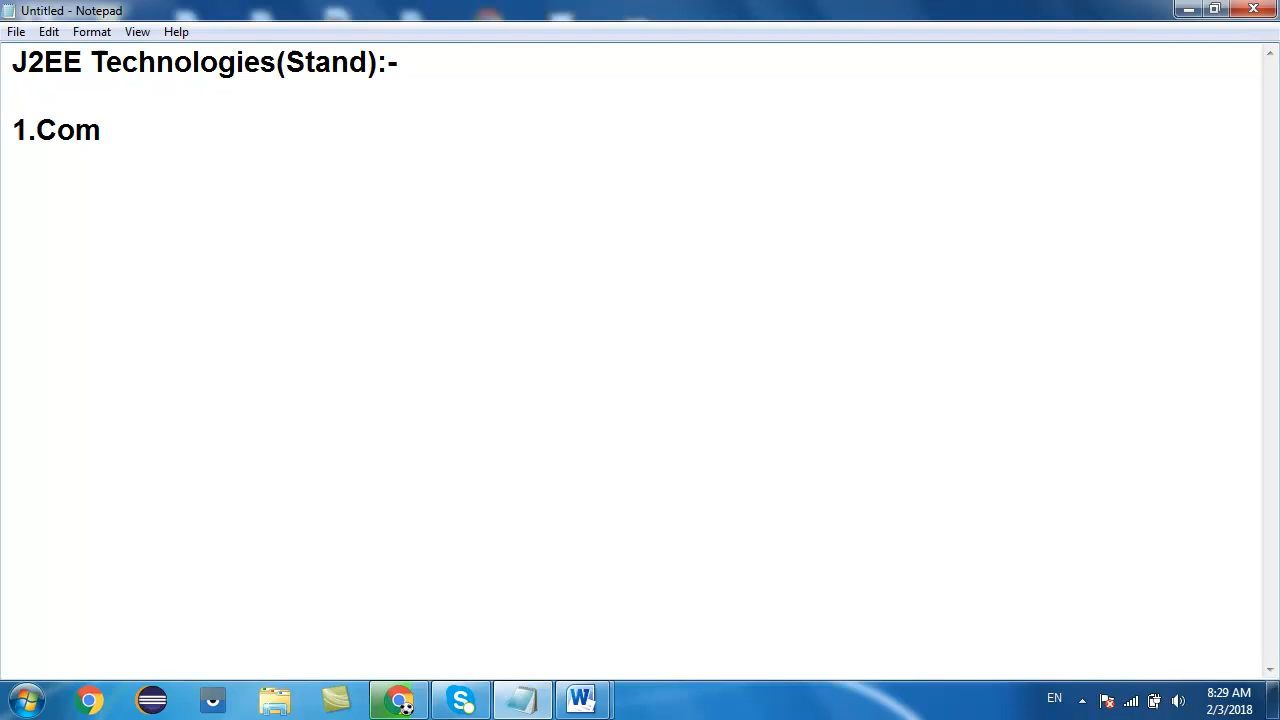 Untitled - Notepad
File Edit Format View Help
J2EE Technologies(Stand):-
1.Com
EN
8:29 AM
2/3/2018